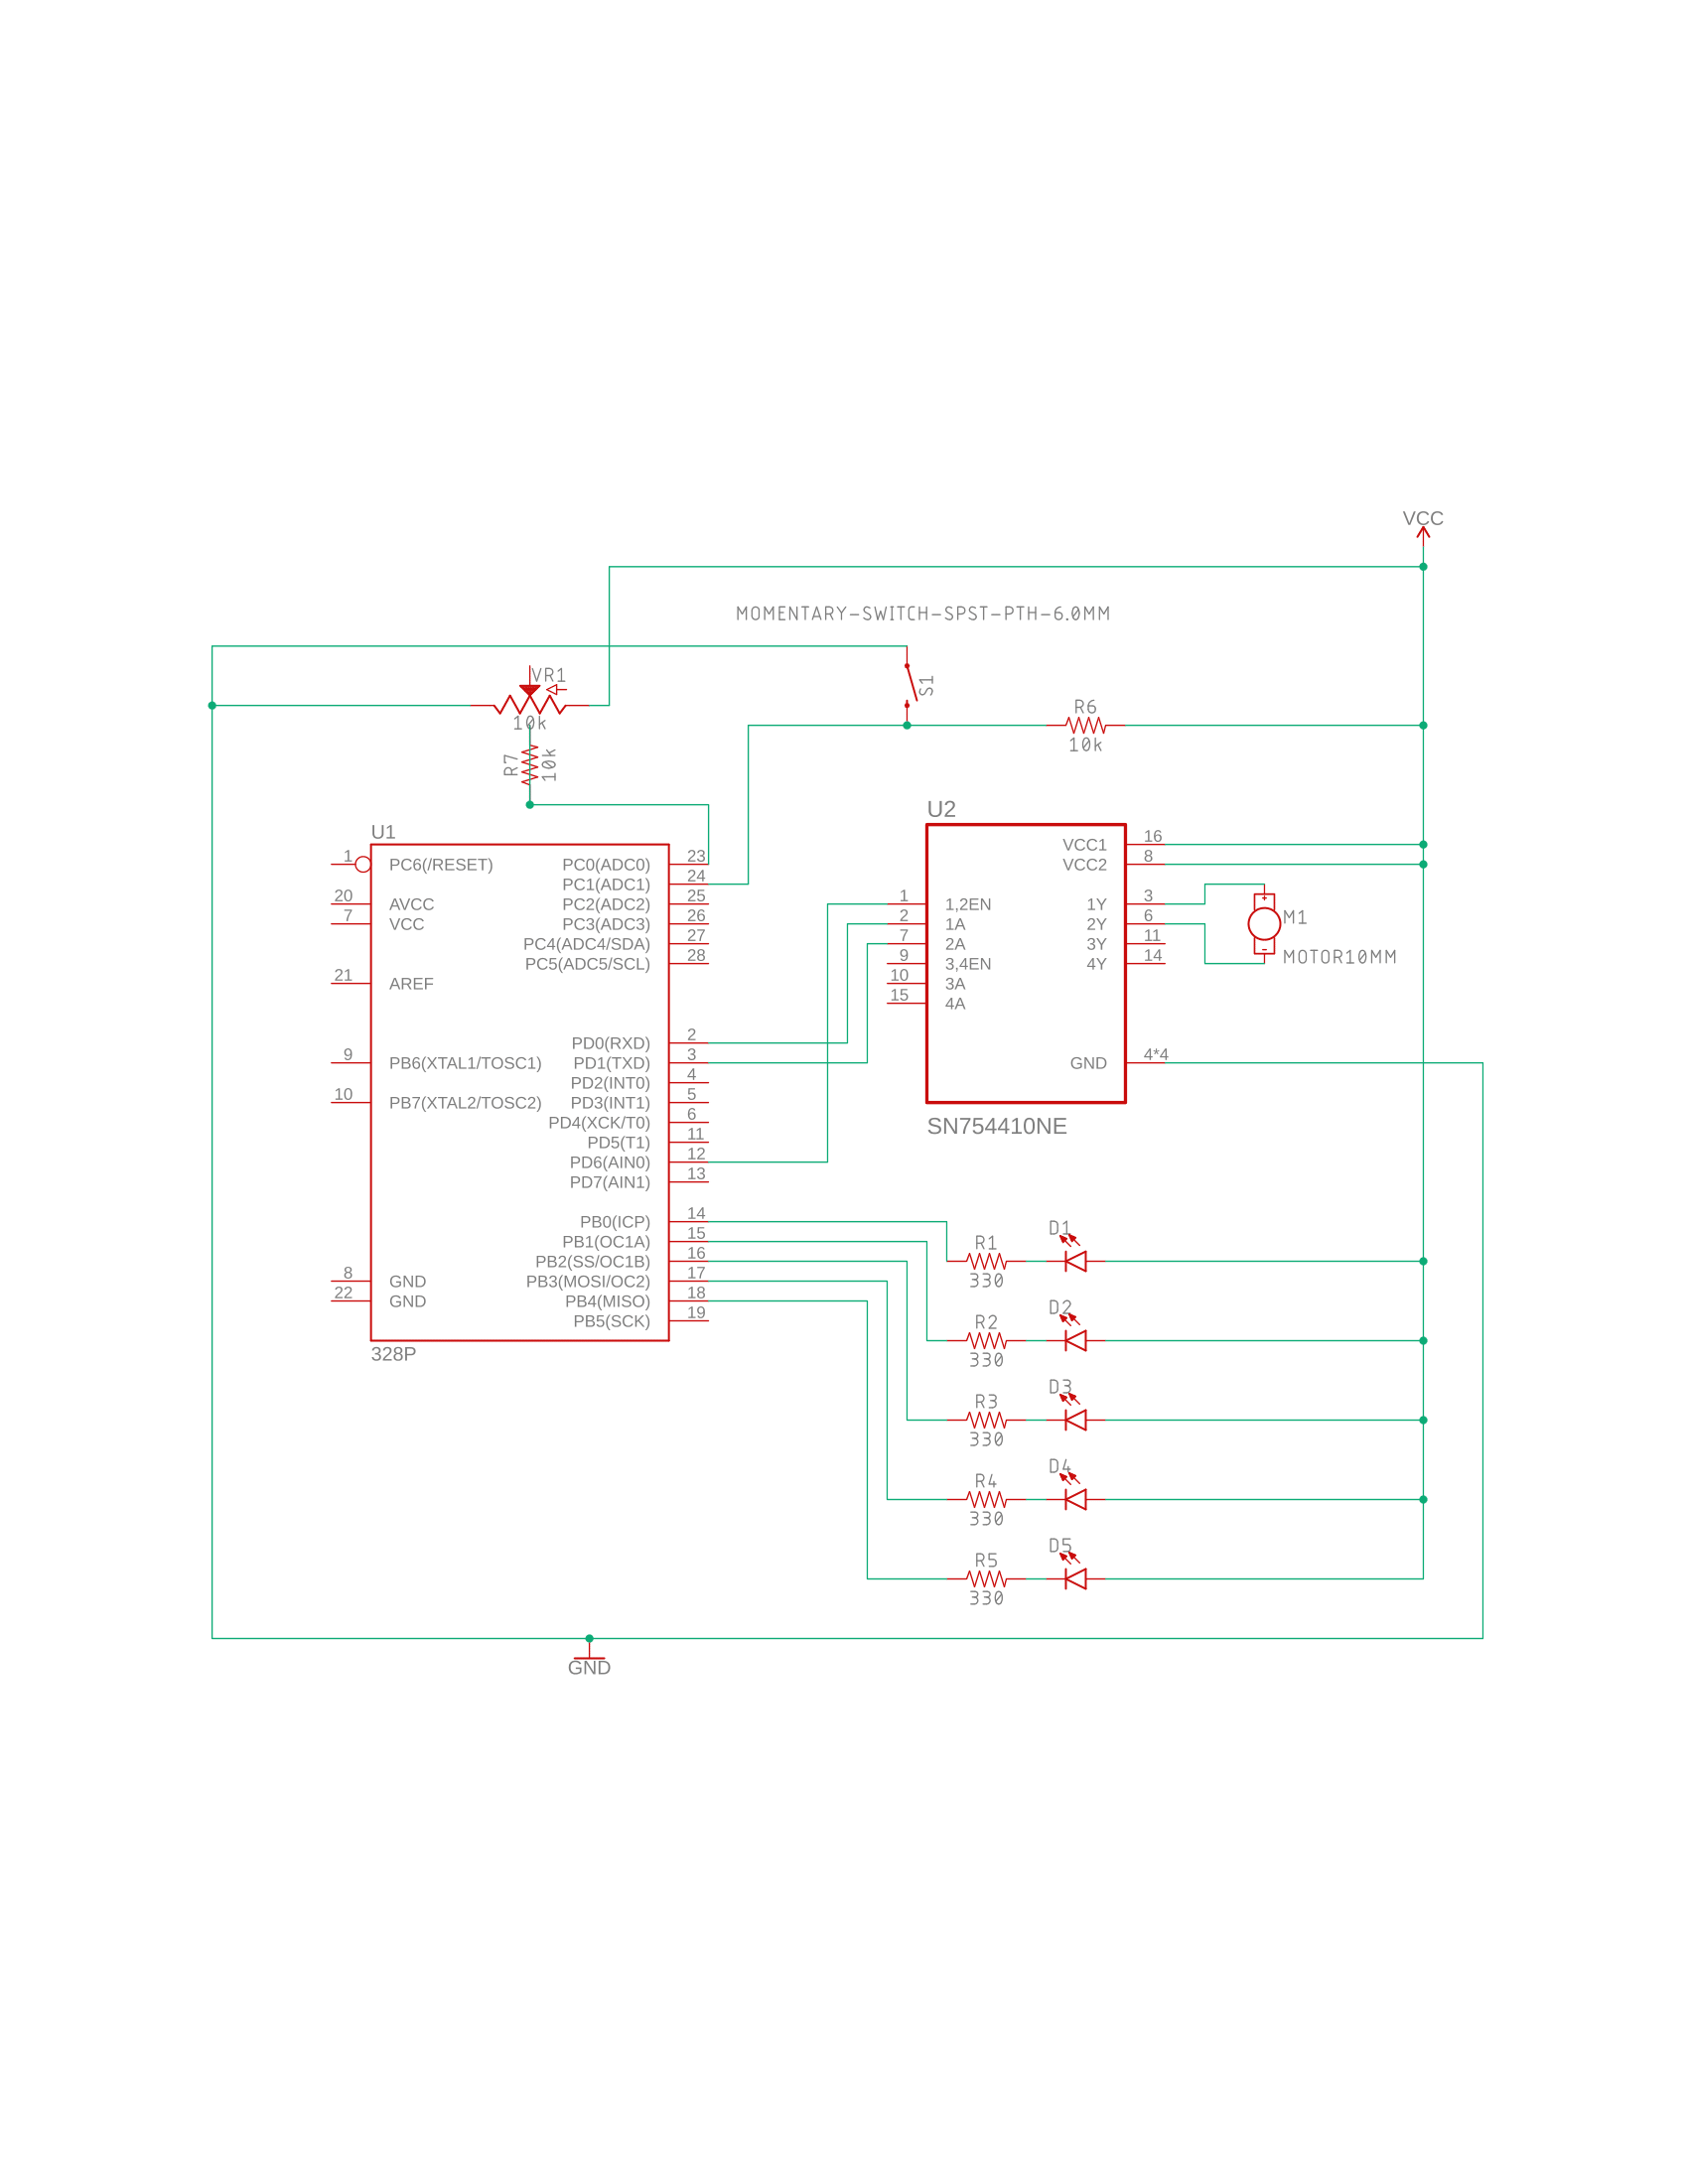 VCC
MOMENTARY-SWITCH-SPST-PTH-6.0MM
S1
VR1
10k
R7
10k
R6
10k
U1
1 PC6(/RESET)
20 AVCC
7 VCC
21 AREF
9 PB6(XTAL1/TOSC1)
10 PB7(XTAL2/TOSC2)
8 GND
22 GND
PC0(ADC0) 23
PC1(ADC1) 24
PC2(ADC2) 25
PC3(ADC3) 26
PC4(ADC4/SDA) 27
PC5(ADC5/SCL) 28
PD0(RXD) 2
PD1(TXD) 3
PD2(INT0) 4
PD3(INT1) 5
PD4(XCK/T0) 6
PD5(T1) 11
PD6(AIN0) 12
PD7(AIN1) 13
PB0(ICP) 14
PB1(OC1A) 15
PB2(SS/OC1B) 16
PB3(MOSI/OC2) 17
PB4(MISO) 18
PB5(SCK) 19
328P
U2
1 1,2EN
2 1A
7 2A
9 3,4EN
10 3A
15 4A
VCC1 16
VCC2 8
1Y 3
2Y 6
3Y 11
4Y 14
GND 4*4
SN754410NE
+
M1
-
MOTOR10MM
D1
R1
330
D2
R2
330
D3
R3
330
D4
R4
330
D5
R5
330
GND